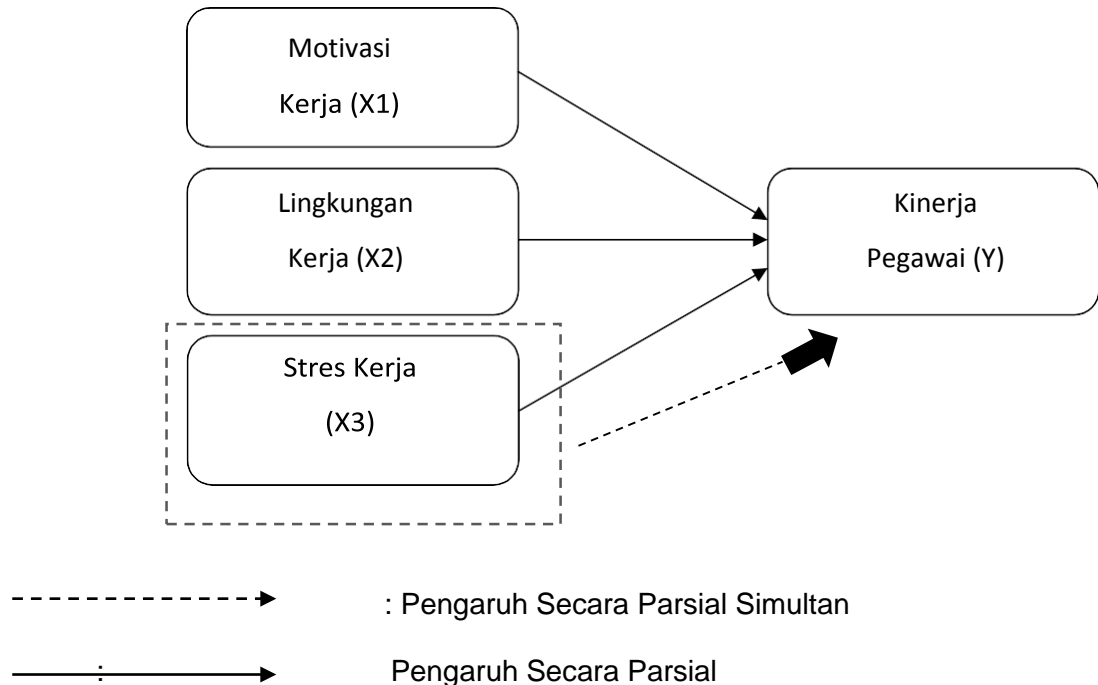 Motivasi
Kerja (X1)
Lingkungan
Kerja (X2)
Kinerja
Pegawai (Y)
Stres Kerja
(X3)
: Pengaruh Secara Parsial Simultan
: Pengaruh Secara Parsial